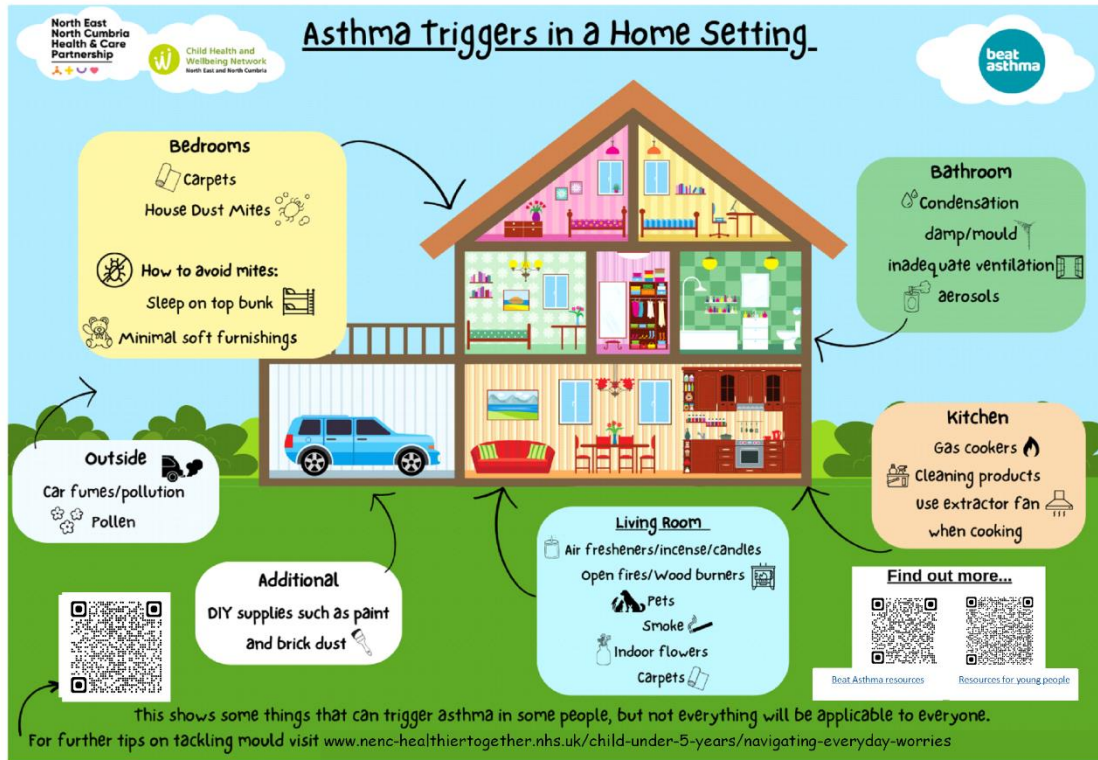 North East
North Cumbria
Health & Care
Partnership
Child Health and
Wellbeing Network
North East and North Cumbria
Asthma Triggers in a Home Setting
beat
asthma
Bedrooms
Carpets
House Dust Mites
How to avoid mites:
Sleep on top bunk
Minimal soft furnishings
Bathroom
Condensation
damp/mould
inadequate ventilation
aerosols
Outside
Car fumes/pollution
Pollen
Kitchen
Gas cookers
Cleaning products
use extractor fan
when cooking
Additional
DIY supplies such as paint
and brick dust
Living Room
Air fresheners/incense/candles
Open fires/Wood burners
Pets
Smoke
Indoor flowers
Carpets
Find out more...
Beat Asthma resources
Resources for young people
This shows some things that can trigger asthma in some people, but not everything will be applicable to everyone.
For further tips on tackling mould visit www.nenc-healthiertogether.nhs.uk/child-under-5-years/navigating-everyday-worries